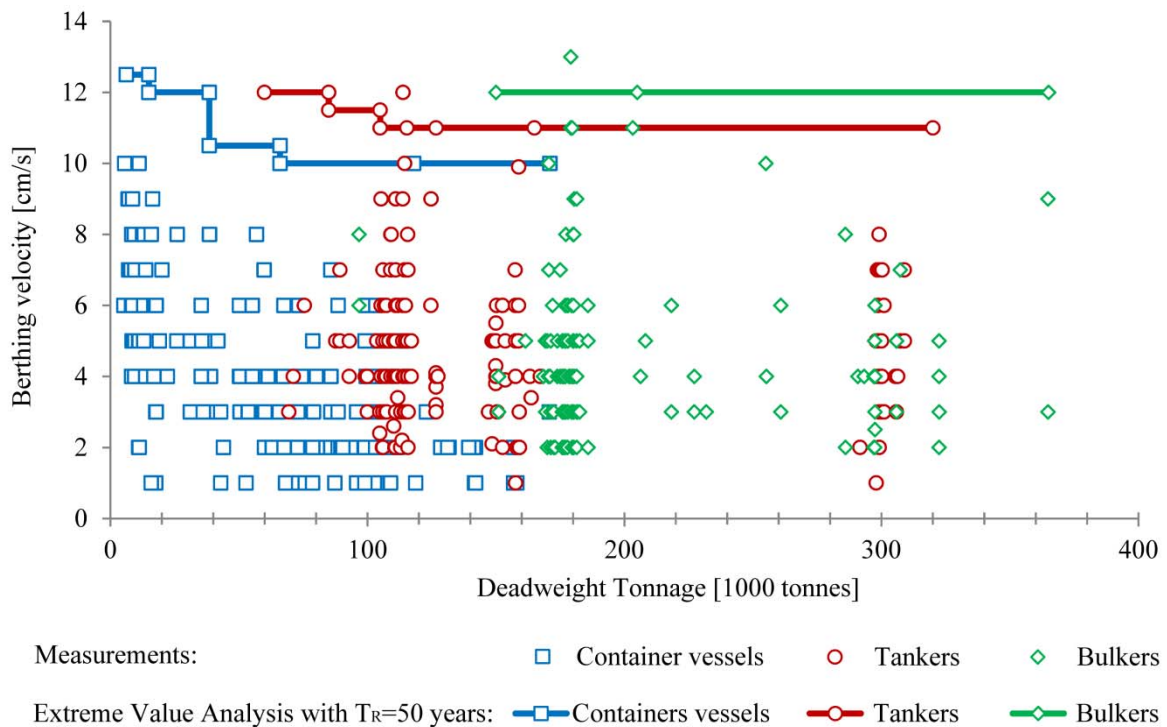 14
12
10
8
6
4
2
0
Berthing velocity [cm/s]
0 100 200 300 400
Deadweight Tonnage [1000 tonnes]
Measurements: Container vessels Tankers Bulkers
Extreme Value Analysis with TR=50 years: Containers vessels Tankers Bulkers